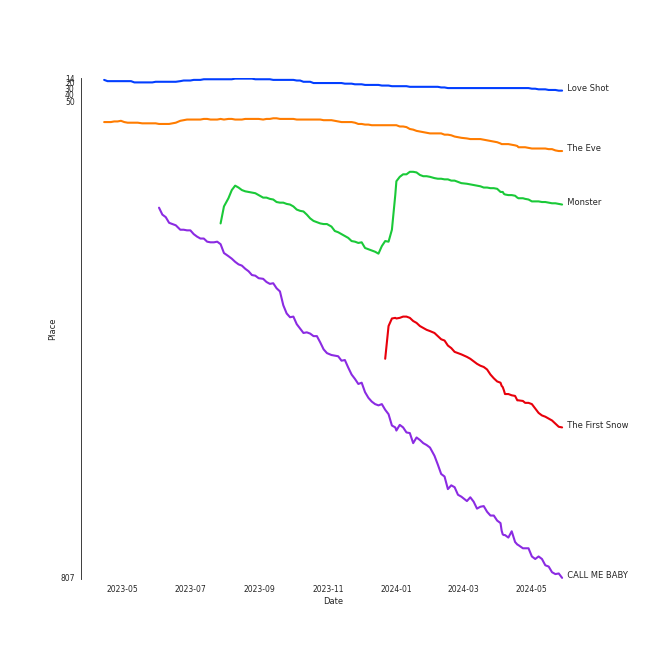 14
20
30
40
50
807
Place
Love Shot
The Eve
Monster
The First Snow
CALL ME BABY
2023-05 2023-07 2023-09 2023-11 2024-01 2024-03 2024-05
Date